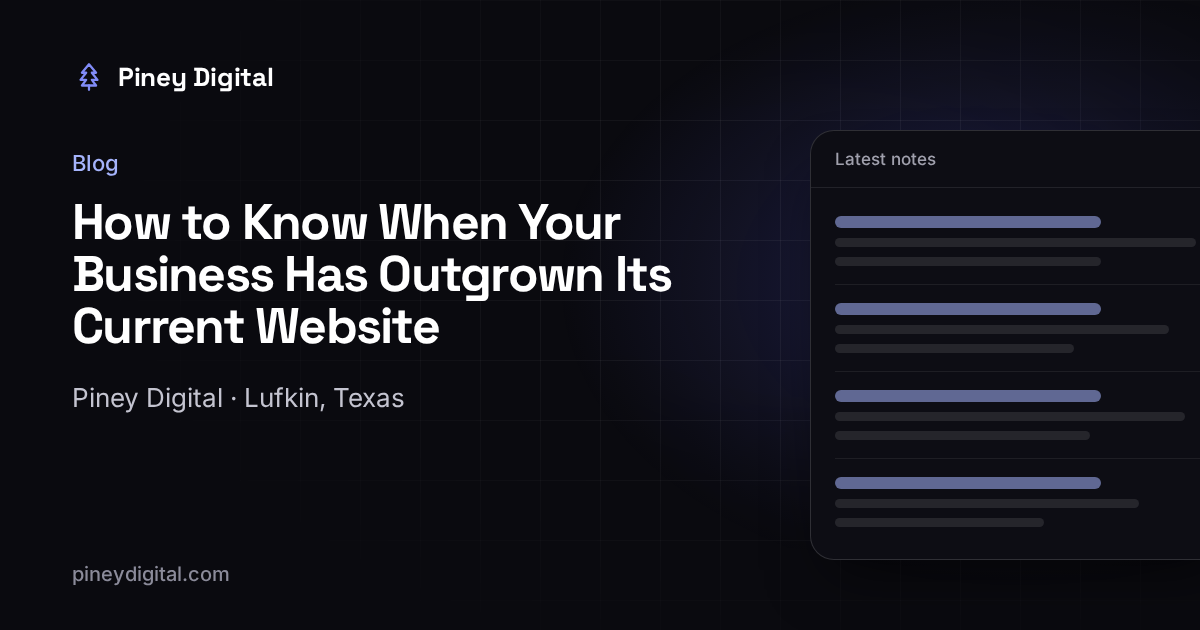 Piney Digital
Blog
How to Know When Your
Business Has Outgrown Its
Current Website
Piney Digital · Lufkin, Texas
pineydigital.com
Latest notes